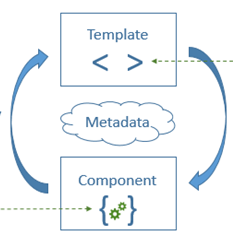 Template
< >
Metadata
Component
{ }